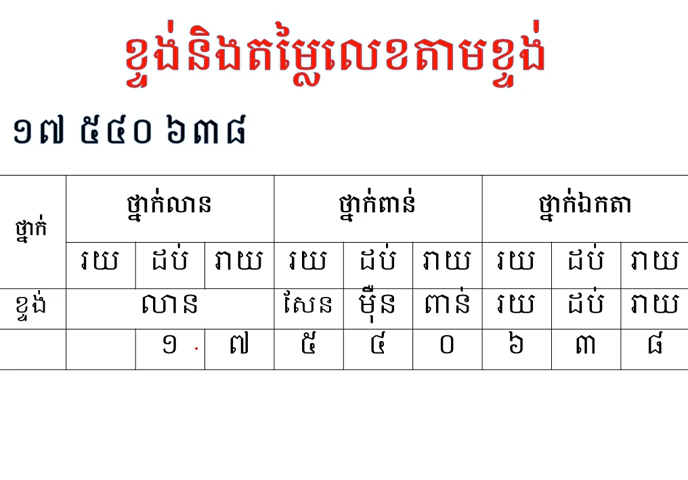 ខ្ទង់និងតម្លៃលេខតាមខ្ទង់
១៧ ៥៤០ ៦៣៨
ថ្នាក់ ថ្នាក់លាន ថ្នាក់ពាន់ ថ្នាក់ឯកតា
រយ ដប់ រាយ រយ ដប់ រាយ រយ ដប់ រាយ
ខ្ទង់ លាន សែន ម៉ឺន ពាន់ រយ ដប់ រាយ
១ ៧ ៥ ៤ ០ ៦ ៣ ៨